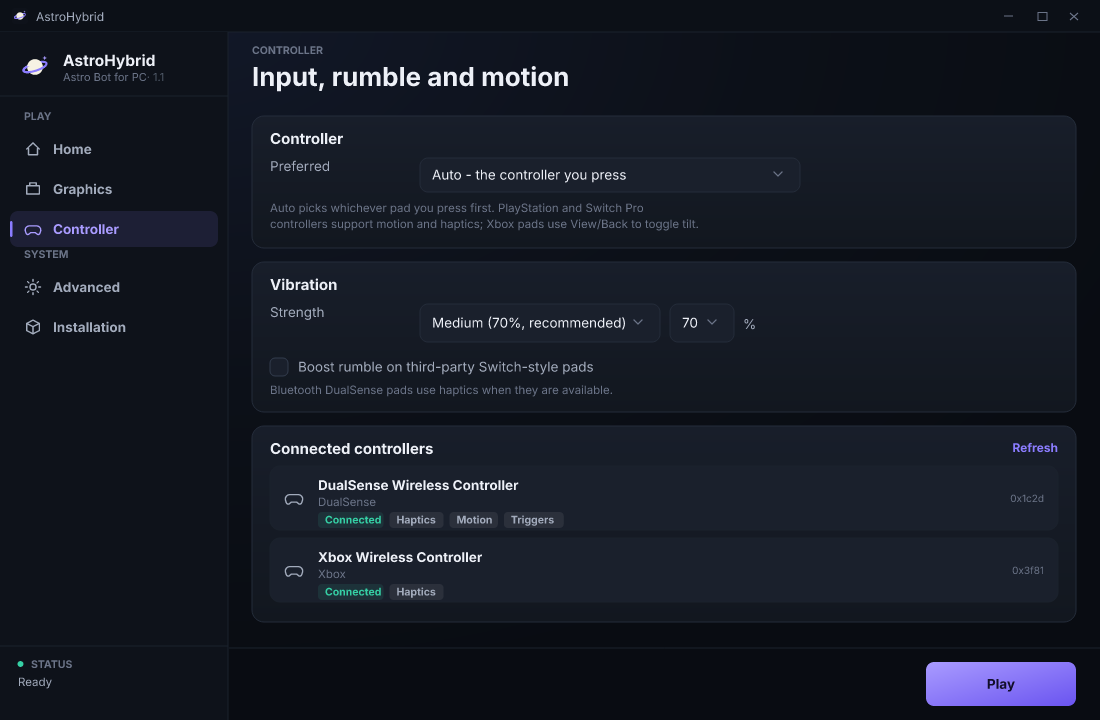 AstroHybrid
AstroHybrid
Astro Bot for PC· 1.1
PLAY
Home
Graphics
Controller
SYSTEM
Advanced
Installation
STATUS
Ready
CONTROLLER
Input, rumble and motion
Controller
Preferred
Auto - the controller you press
Auto picks whichever pad you press first. PlayStation and Switch Pro
controllers support motion and haptics; Xbox pads use View/Back to toggle tilt.
Vibration
Strength
Medium (70%, recommended)
70
%
Boost rumble on third-party Switch-style pads
Bluetooth DualSense pads use haptics when they are available.
Connected controllers
Refresh
DualSense Wireless Controller
DualSense
Connected Haptics Motion Triggers
0x1c2d
Xbox Wireless Controller
Xbox
Connected Haptics
0x3f81
Play